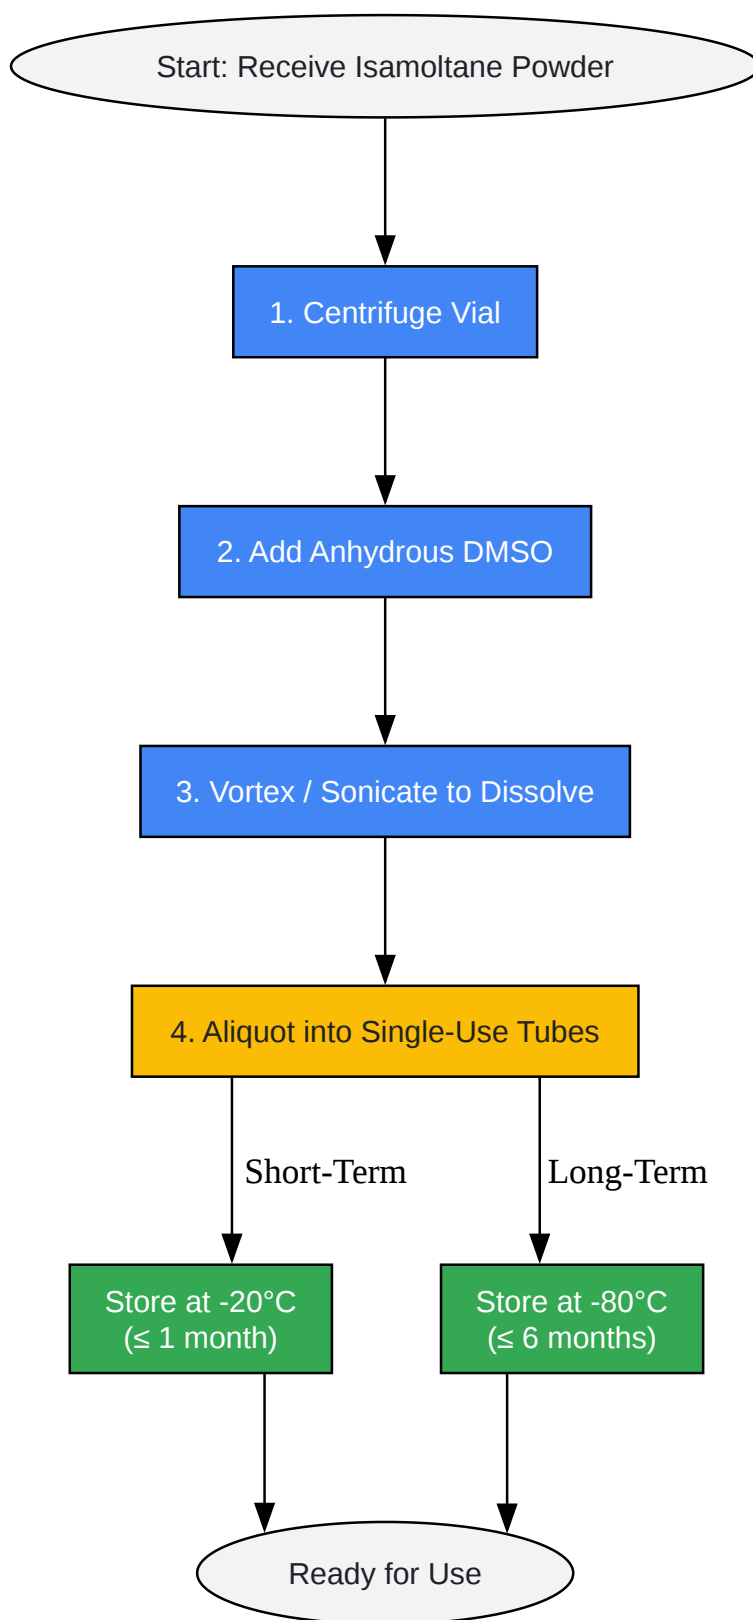 Start: Receive Isamoltane Powder
1. Centrifuge Vial
2. Add Anhydrous DMSO
3. Vortex / Sonicate to Dissolve
4. Aliquot into Single-Use Tubes
Short-Term
Long-Term
Store at -20°C
(≤ 1 month)
Store at -80°C
(≤ 6 months)
Ready for Use